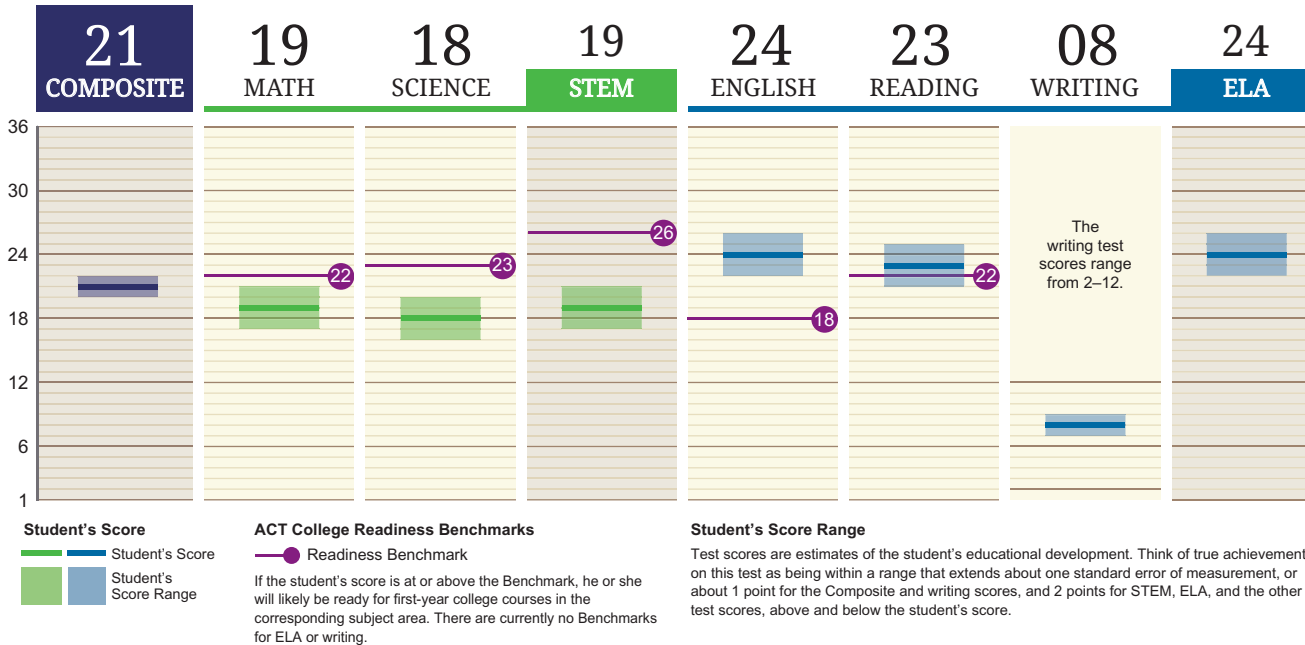 21 19 18 19 24 23 08 24
COMPOSITE MATH SCIENCE STEM ENGLISH READING WRITING ELA
36
30
24
18
12
6
1
22
23
26
18
22
The
writing test
scores range
from 2–12.
Student's Score
Student's Score
Student's
Score Range
ACT College Readiness Benchmarks
Readiness Benchmark
If the student's score is at or above the Benchmark, he or she
will likely be ready for first-year college courses in the
corresponding subject area. There are currently no Benchmarks
for ELA or writing.
Student's Score Range
Test scores are estimates of the student's educational development. Think of true achievement
on this test as being within a range that extends about one standard error of measurement, or
about 1 point for the Composite and writing scores, and 2 points for STEM, ELA, and the other
test scores, above and below the student's score.